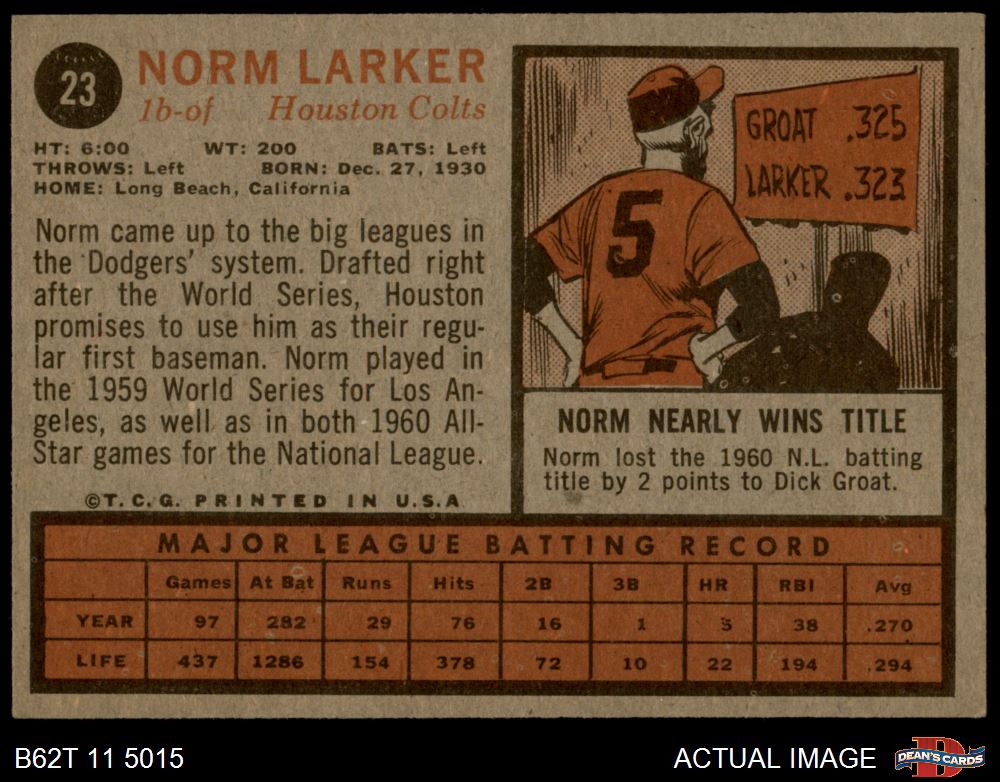 23
NORM LARKER
1b-of Houston Colts
HT: 6:00 WT: 200 BATS: Left
THROWS: Left BORN: Dec. 27, 1930
HOME: Long Beach, California
Norm came up to the big leagues in
the Dodgers' system. Drafted right
after the World Series, Houston
promises to use him as their regu-
lar first baseman. Norm played in
the 1959 World Series for Los An-
geles, as well as in both 1960 All-
Star games for the National League.
©T.C.G. PRINTED IN U.S.A.
GROAT .325
LARKER .323
5
NORM NEARLY WINS TITLE
Norm lost the 1960 N.L. batting
title by 2 points to Dick Groat.
MAJOR LEAGUE BATTING RECORD
Games At Bat Runs Hits 2B 3B HR RBI Avg
YEAR 97 282 29 76 16 1 5 38 .270
LIFE 437 1286 154 378 72 10 22 194 .294
B62T 11 5015
ACTUAL IMAGE
D
DEAN'S CARDS